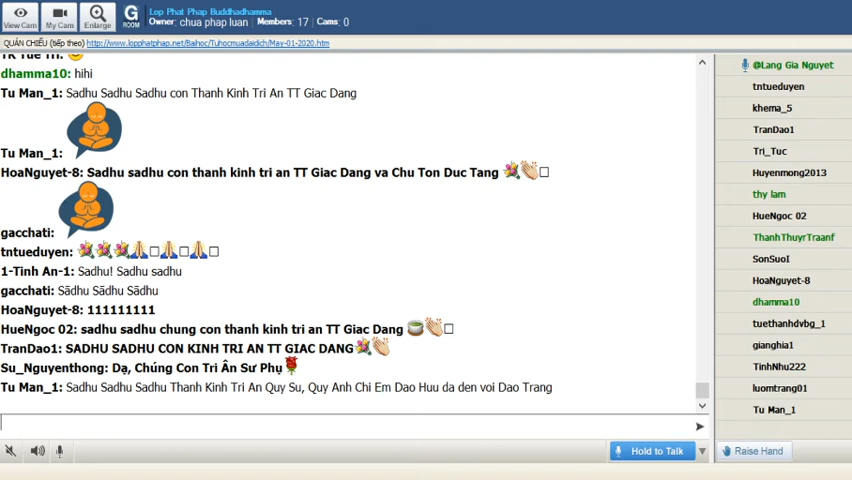 View Cam
My Cam
Enlarge
G
ROOM
Lop Phat Phap Buddhadhamma
Owner: chua phap luan Members: 17 Cams: 0
QUÁN CHIẾU (tiếp theo) http://www.lopphatphap.net/Baihoc/Tuhocmuadaidich/May-01-2020.htm
TK Tue Tri:
dhamma10: hihi
Tu Man_1: Sadhu Sadhu Sadhu con Thanh Kinh Tri An TT Giac Dang
Tu Man_1:
HoaNguyet-8: Sadhu sadhu con thanh kinh tri an TT Giac Dang va Chu Ton Duc Tang
gacchati:
tntueduyen:
1-Tinh An-1: Sadhu! Sadhu sadhu
gacchati: Sādhu Sādhu Sādhu
HoaNguyet-8: 111111111
HueNgoc 02: sadhu sadhu chung con thanh kinh tri an TT Giac Dang
TranDao1: SADHU SADHU CON KINH TRI AN TT GIAC DANG
Su_Nguyenthong: Dạ, Chúng Con Tri Ân Sư Phụ
Tu Man_1: Sadhu Sadhu Sadhu Thanh Kinh Tri An Quy Su, Quy Anh Chi Em Dao Huu da den voi Dao Trang
Hold to Talk
@Lang Gia Nguyet
tntueduyen
khema_5
TranDao1
Tri_Tuc
Huyenmong2013
thy lam
HueNgoc 02
ThanhThuyrTraanf
SonSuoI
HoaNguyet-8
dhamma10
tuethanhdvbg_1
gianghia1
TinhNhu222
luomtrang01
Tu Man_1
Raise Hand